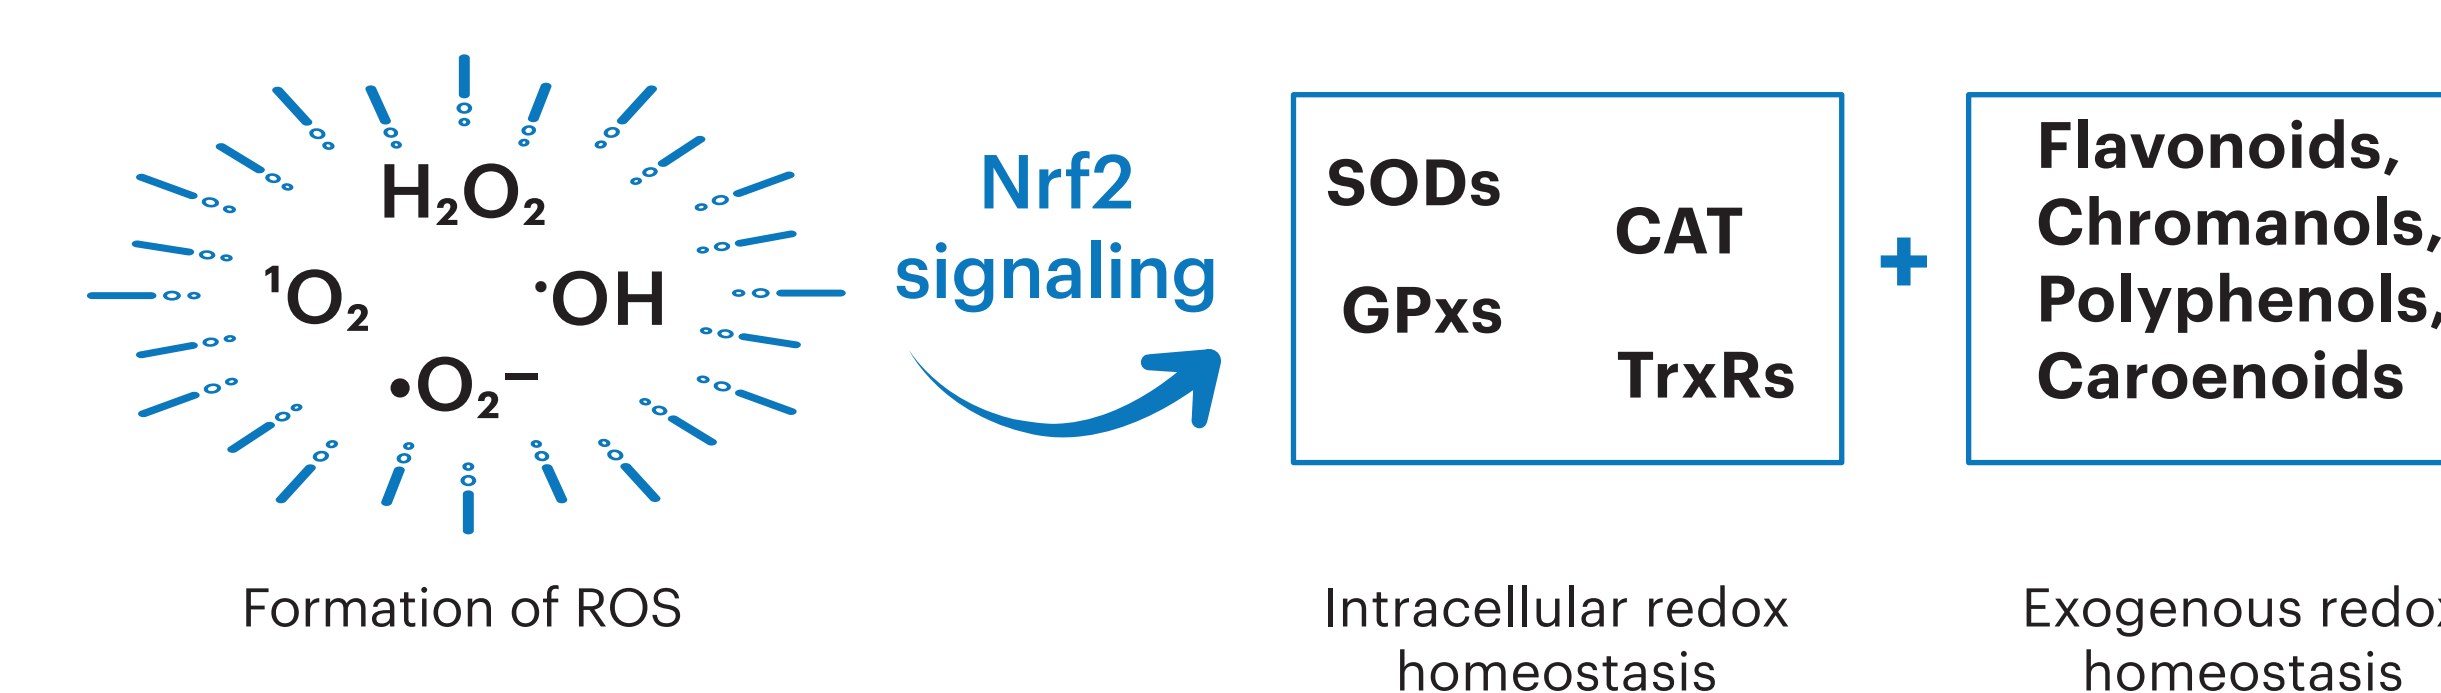 H₂O₂
¹O₂
•OH
•O₂⁻
Formation of ROS
Nrf2
signaling
SODs
CAT
GPxs
TrxRs
Intracellular redox
homeostasis
+
Flavonoids,
Chromanols,
Polyphenols,
Caroenoids
Exogenous redox
homeostasis